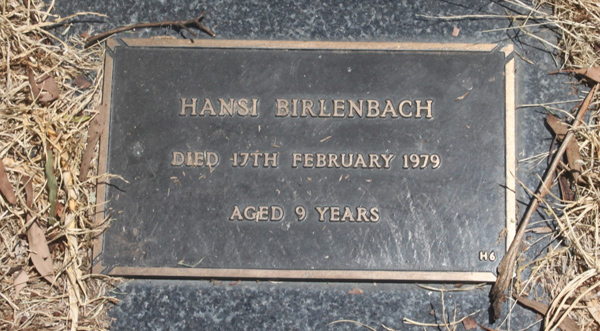 HANSI BIRLENBACH
DIED 17TH FEBRUARY 1979
AGED 9 YEARS
H6